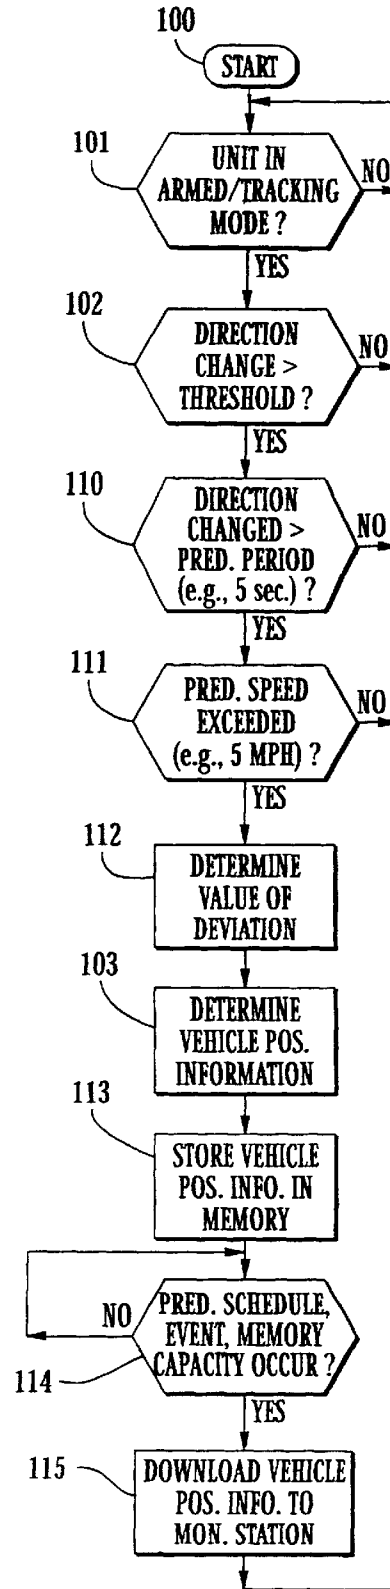 100
START
101
UNIT IN
ARMED/TRACKING
MODE ?
NO
YES
102
DIRECTION
CHANGE >
THRESHOLD ?
NO
YES
110
DIRECTION
CHANGED >
PRED. PERIOD
(e.g., 5 sec.) ?
NO
YES
111
PRED. SPEED
EXCEEDED
(e.g., 5 MPH) ?
NO
YES
112
DETERMINE
VALUE OF
DEVIATION
103
DETERMINE
VEHICLE POS.
INFORMATION
113
STORE VEHICLE
POS. INFO. IN
MEMORY
NO
PRED. SCHEDULE,
EVENT, MEMORY
CAPACITY OCCUR ?
114
YES
115
DOWNLOAD VEHICLE
POS. INFO. TO
MON. STATION